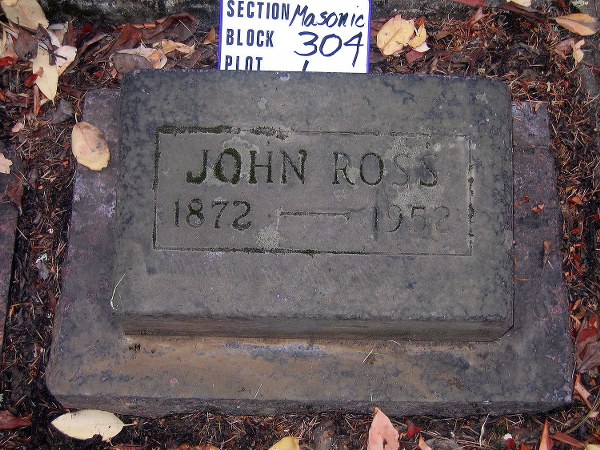 SECTION Masonic
BLOCK 304
PLOT
JOHN ROSS
1872 — 1952